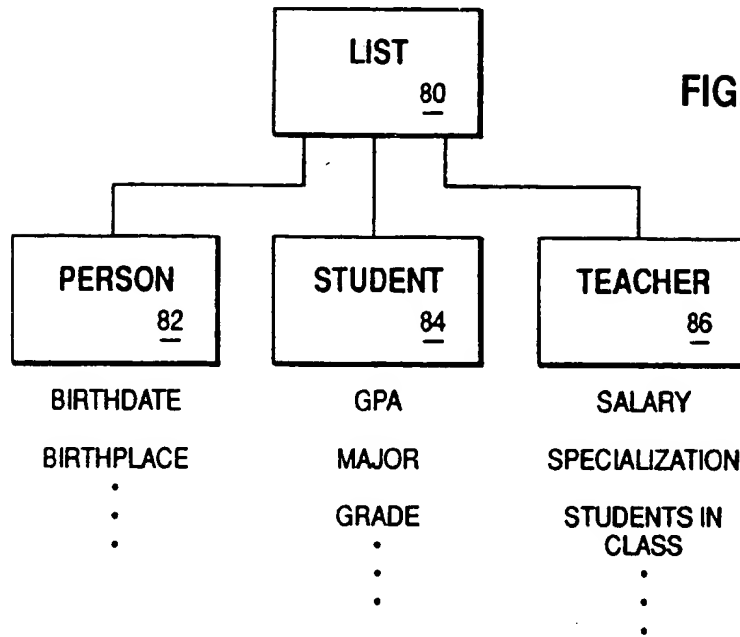 LIST
80
FIG
PERSON
82
STUDENT
84
TEACHER
86
BIRTHDATE
BIRTHPLACE
GPA
MAJOR
GRADE
SALARY
SPECIALIZATION
STUDENTS IN
CLASS